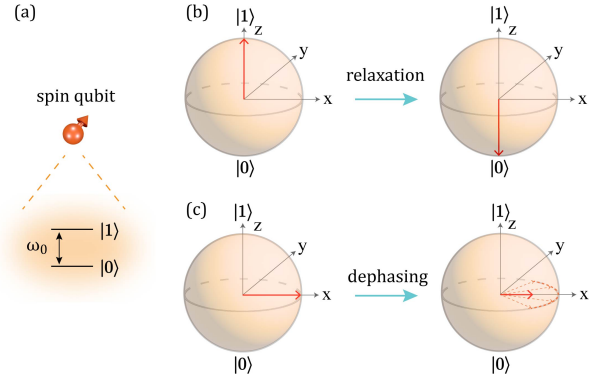 (a)
spin qubit
ω₀
|1⟩
|0⟩
(b)
|1⟩
z
y
x
|0⟩
relaxation
|1⟩
z
y
x
|0⟩
(c)
|1⟩
z
y
x
|0⟩
dephasing
|1⟩
z
y
x
|0⟩